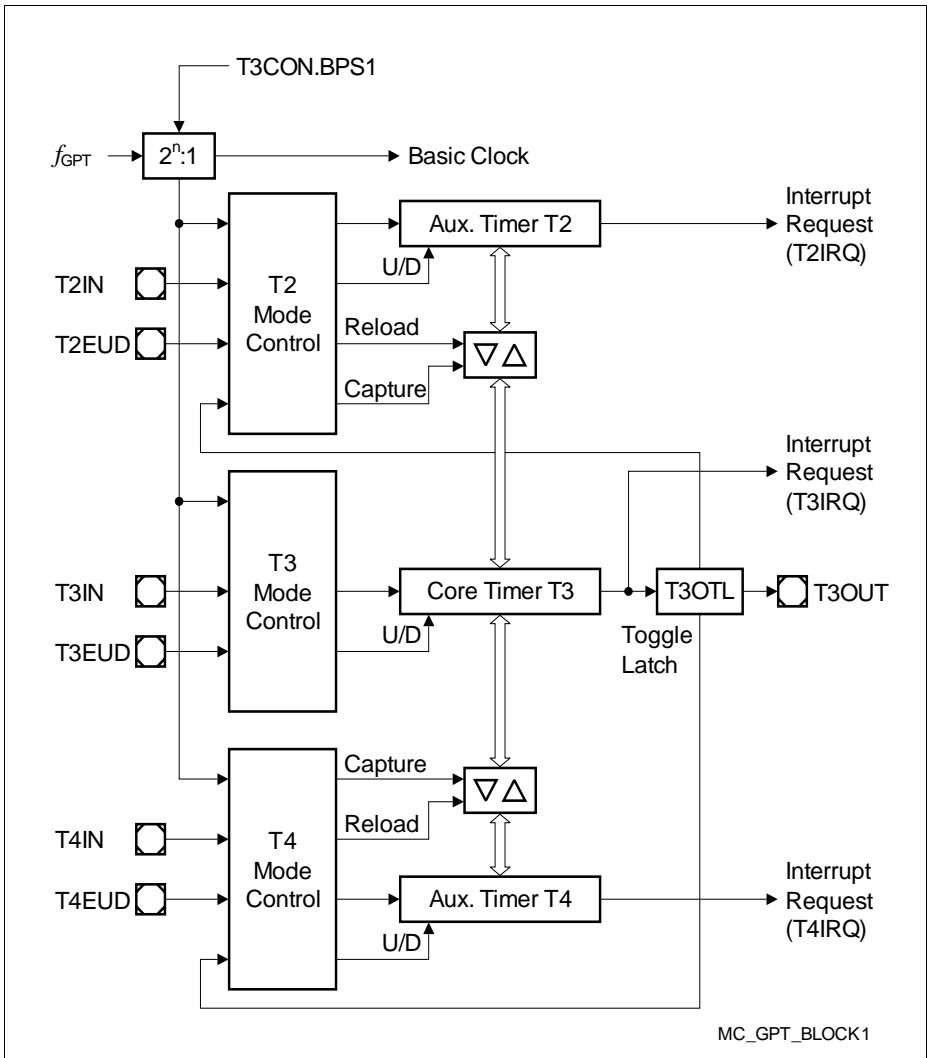 T3CON.BPS1
fGPT
2n:1
Basic Clock
Interrupt
Request
(T2IRQ)
Aux. Timer T2
U/D
T2IN
T2
Mode
Control
T2EUD
Reload
Capture
Interrupt
Request
(T3IRQ)
T3
Mode
Control
T3IN
Core Timer T3
T3OTL
T3OUT
U/D
T3EUD
Toggle
Latch
Capture
Reload
T4IN
T4
Mode
Control
T4EUD
Aux. Timer T4
U/D
Interrupt
Request
(T4IRQ)
MC_GPT_BLOCK1